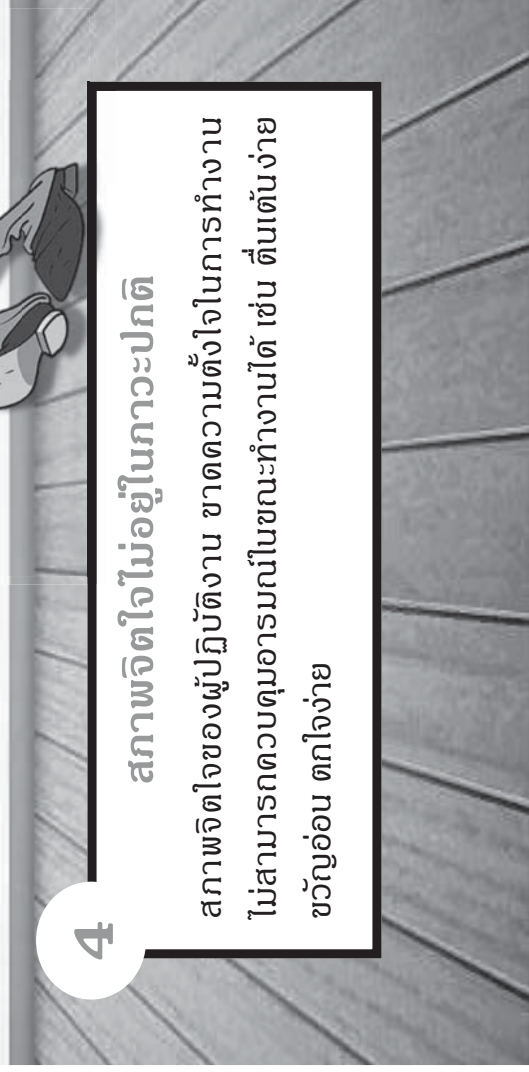 4
สภาพจิตใจไม่อยู่ในภาวะปกติ
สภาพจิตใจของผู้ปฏิบัติงาน ขาดความตั้งใจในการทำงาน
ไม่สามารถควบคุมอารมณ์ในขณะทำงานได้ เช่น ตื่นเต้นง่าย
ขวัญอ่อน ตกใจง่าย